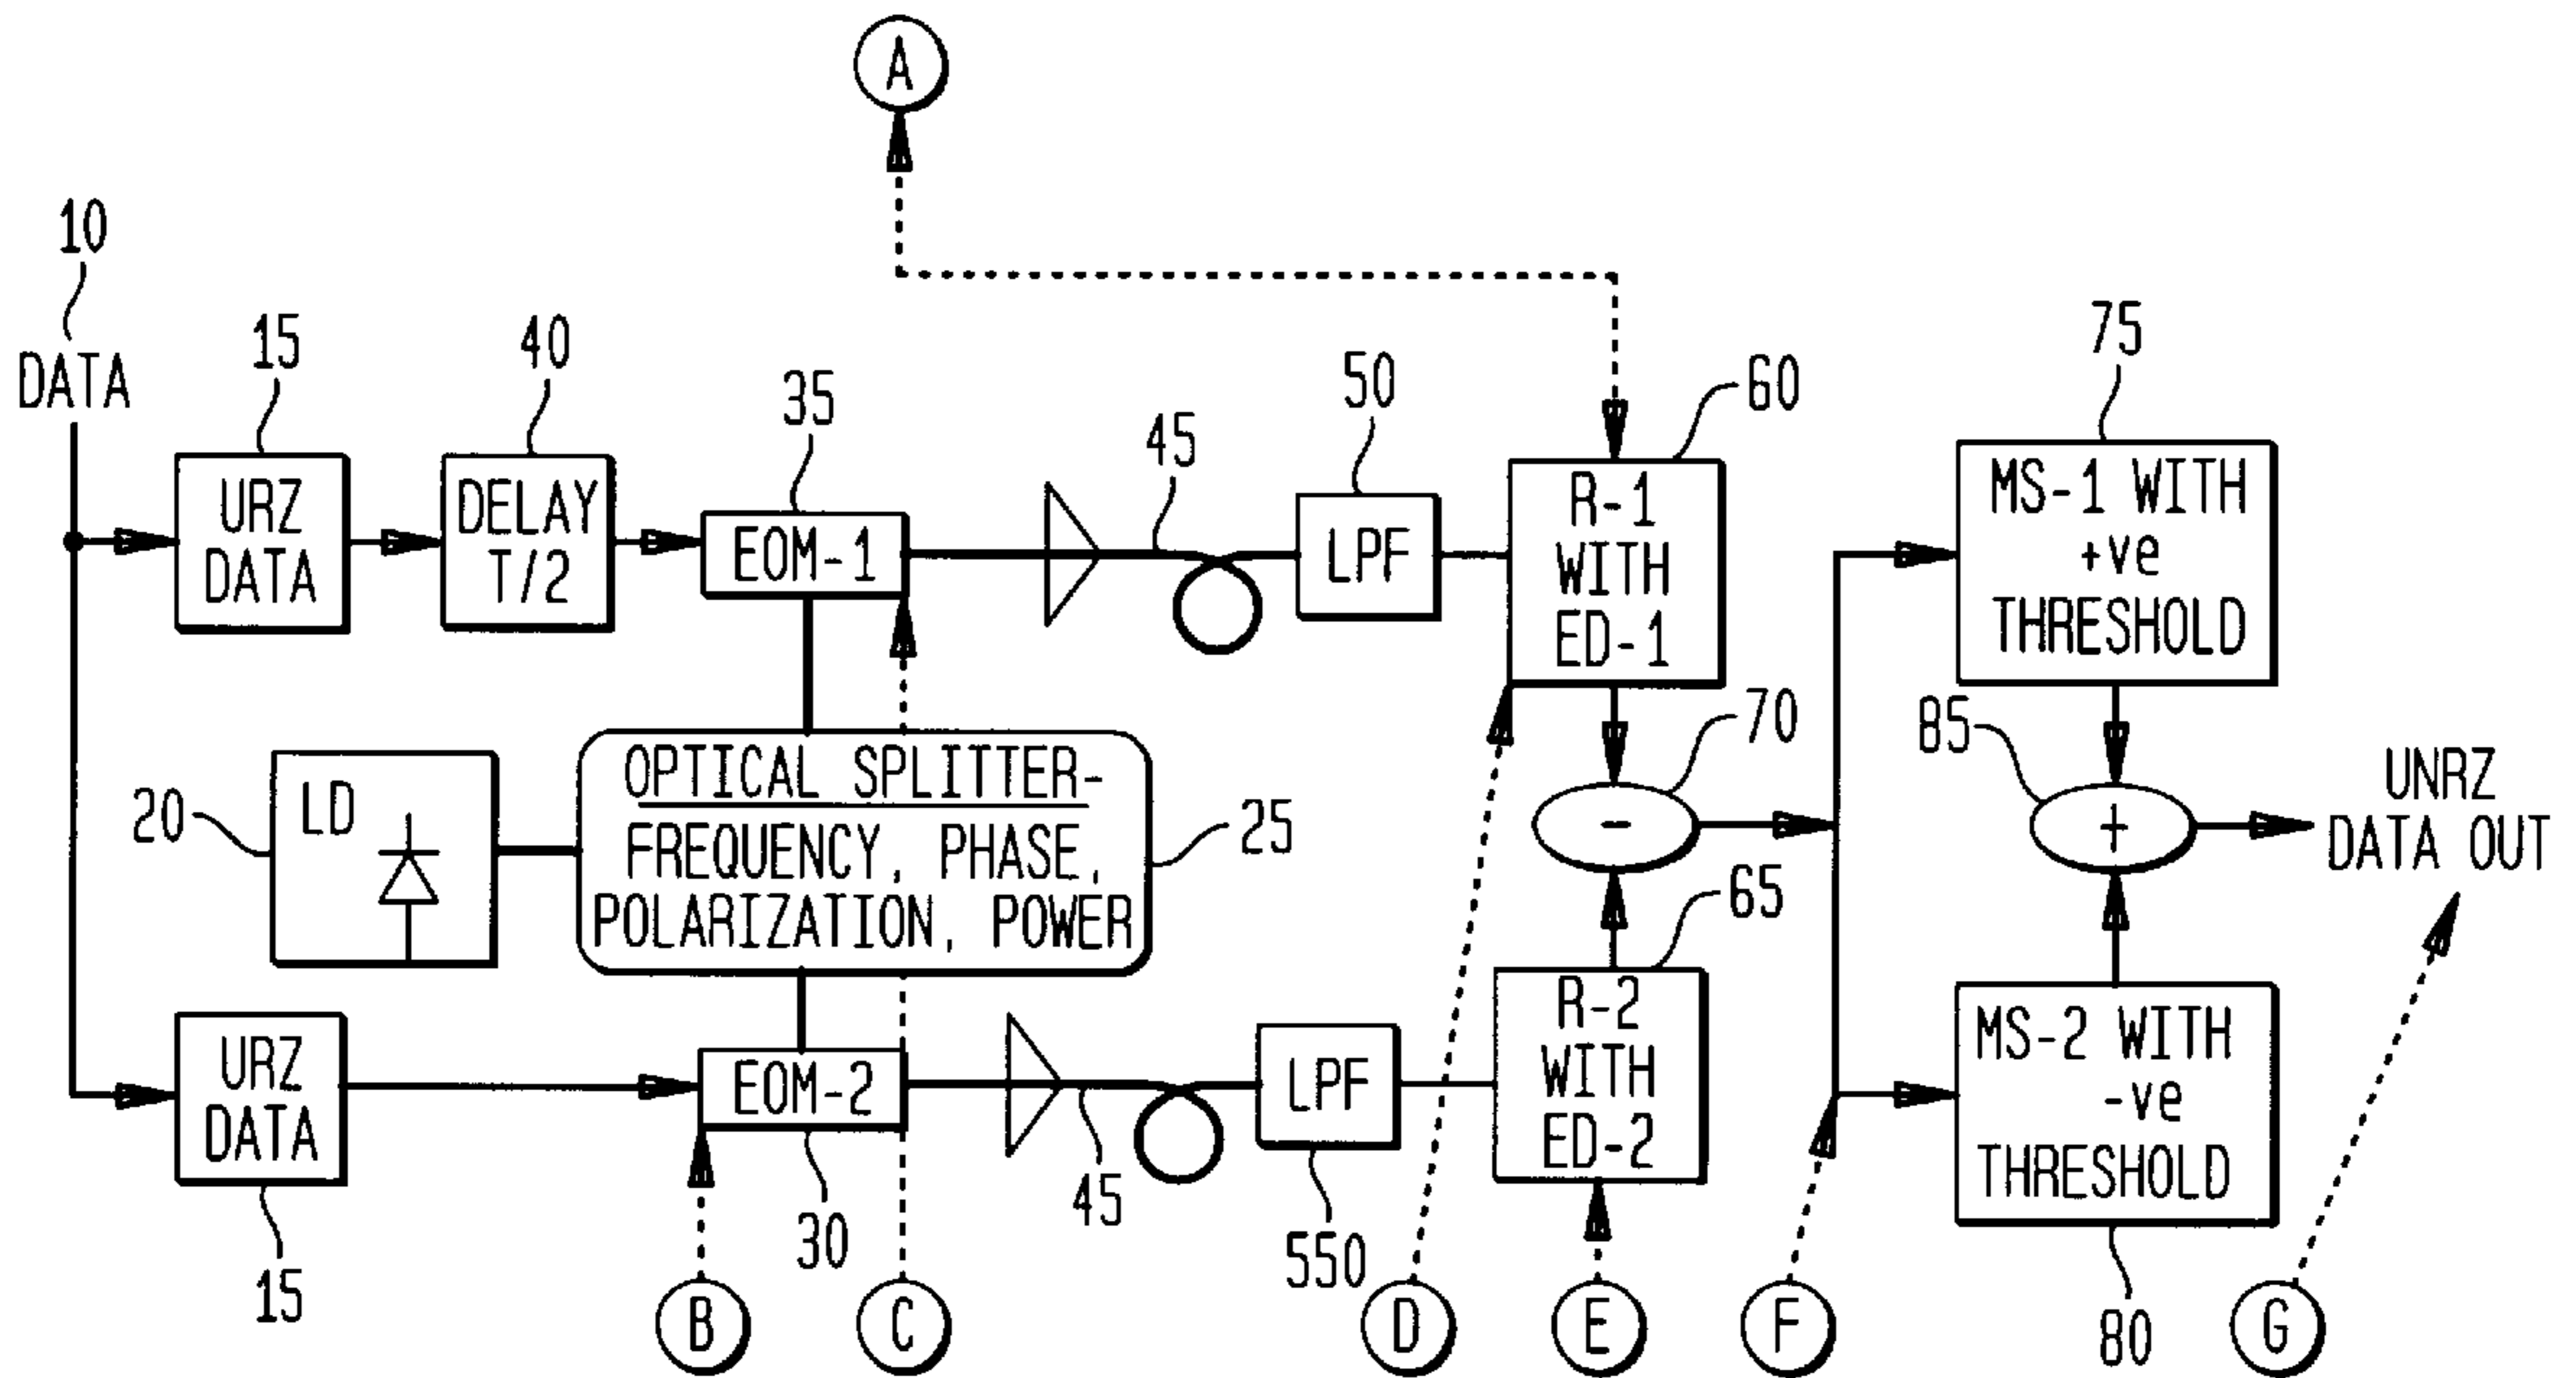 A
10
DATA
15
URZ
DATA
40
DELAY
T/2
35
EOM-1
45
50
LPF
60
R-1
WITH
ED-1
75
MS-1 WITH
+ve
THRESHOLD
20
LD
OPTICAL SPLITTER-
FREQUENCY, PHASE,
POLARIZATION, POWER
25
70
-
85
+
UNRZ
DATA OUT
65
R-2
WITH
ED-2
URZ
DATA
15
EOM-2
30
45
LPF
550
MS-2 WITH
-ve
THRESHOLD
80
B
C
D
E
F
G